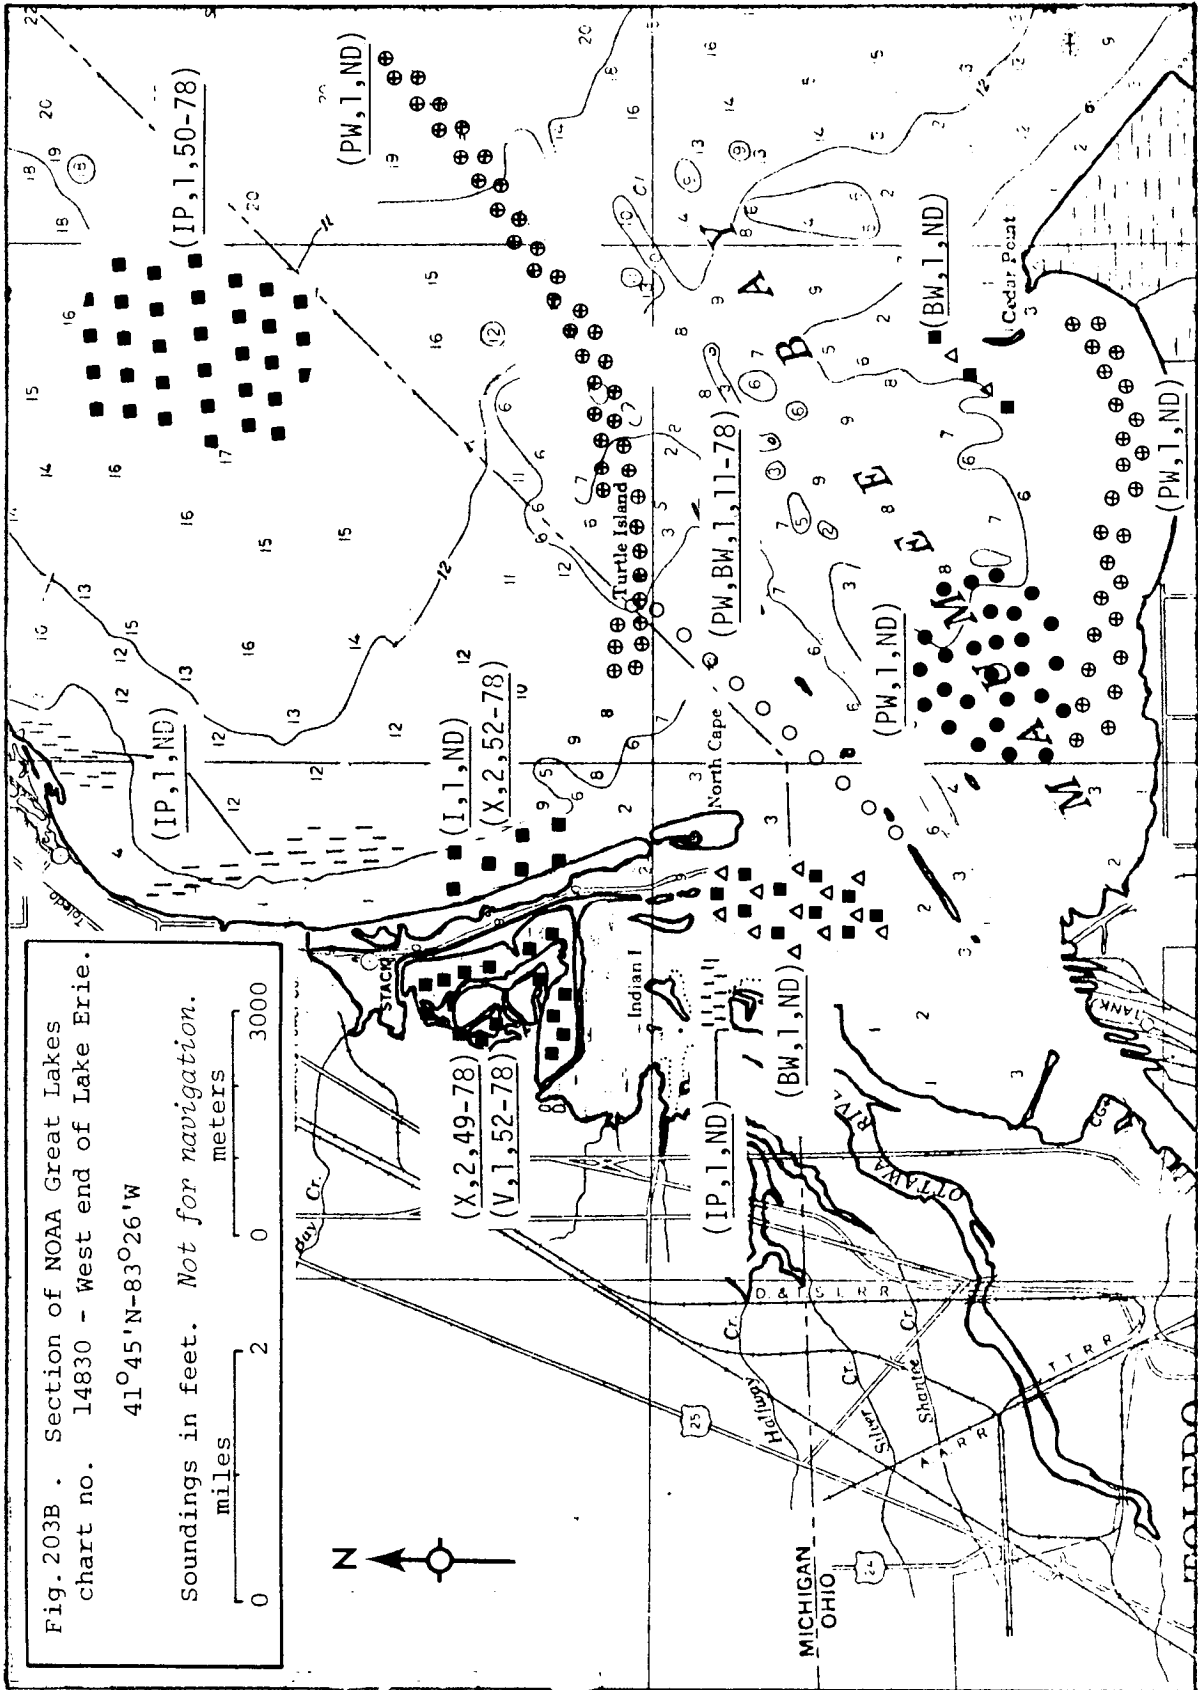 Fig. 203B . Section of NOAA Great Lakes
chart no. 14830 - West end of Lake Erie.
41°45'N-83°26'W
Soundings in feet. Not for navigation.
miles
meters
0
2
0
3000
N
(IP,1,50-78)
(PW,1,ND)
(IP,1,ND)
(I,1,ND)
(X,2,52-78)
(X,2,49-78)
(V,1,52-78)
(PW,BW,1,11-78)
(BW,1,ND)
(PW,1,ND)
(PW,1,ND)
(BW,1,ND)
(IP,1,ND)
Turtle Island
North Cape
Cedar Point
Indian I
STACK
Toledo
Bay Cr.
MAUMEE BAY
OTTAWA RIV
TANK
CG
D. & T. S. L. R R
Halfway Cr.
Silver Cr.
Shantee Cr.
T T R R
A A R R
25
24
MICHIGAN
OHIO
TOLEDO